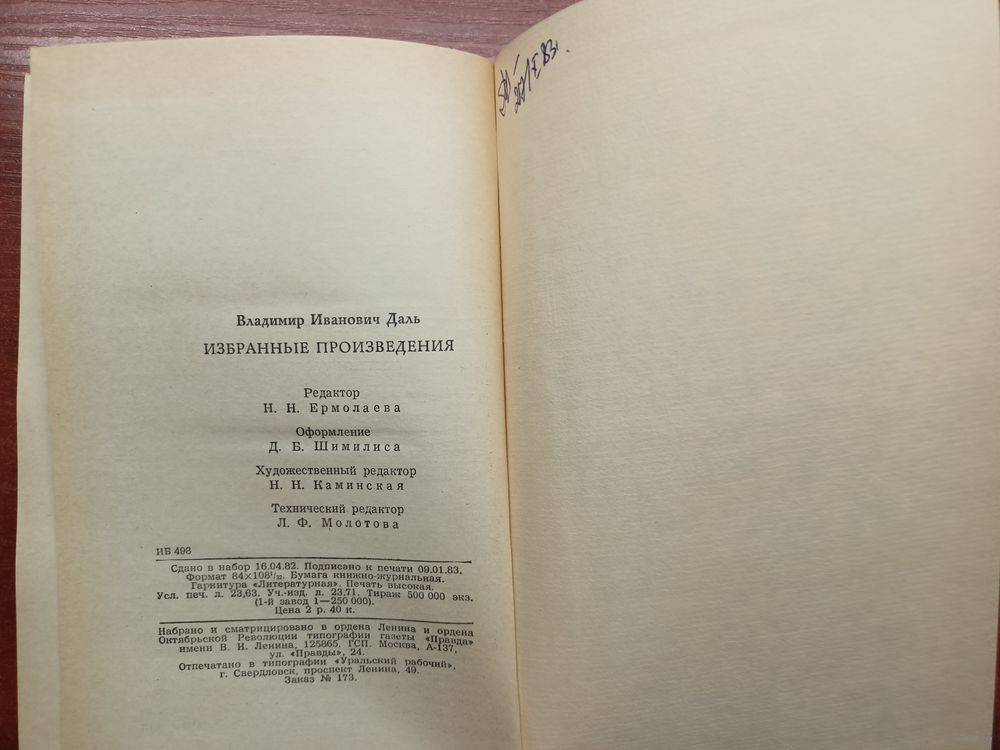 Владимир Иванович Даль
ИЗБРАННЫЕ ПРОИЗВЕДЕНИЯ
Редактор
Н. Н. Ермолаева
Оформление
Д. Б. Шимилиса
Художественный редактор
Н. Н. Каминская
Технический редактор
Л. Ф. Молотова
ИБ 498
Сдано в набор 16.04.82. Подписано к печати 09.01.83.
Формат 84×108¹/₃₂. Бумага книжно-журнальная.
Гарнитура «Литературная». Печать высокая.
Усл. печ. л. 23,63. Уч.-изд. л. 23,71. Тираж 500 000 экз.
(1-й завод 1—250 000).
Цена 2 р. 40 к.
Набрано и сматрицировано в ордена Ленина и ордена
Октябрьской Революции типографии газеты «Правда»
имени В. И. Ленина, 125865, ГСП, Москва, А-137,
ул. «Правды», 24.
Отпечатано в типографии «Уральский рабочий»,
г. Свердловск, проспект Ленина, 49.
Заказ № 173.